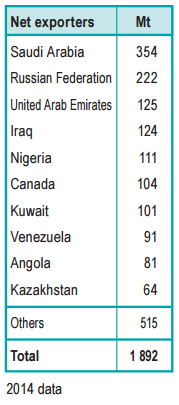 Net exporters Mt
Saudi Arabia 354
Russian Federation 222
United Arab Emirates 125
Iraq 124
Nigeria 111
Canada 104
Kuwait 101
Venezuela 91
Angola 81
Kazakhstan 64
Others 515
Total 1 892
2014 data